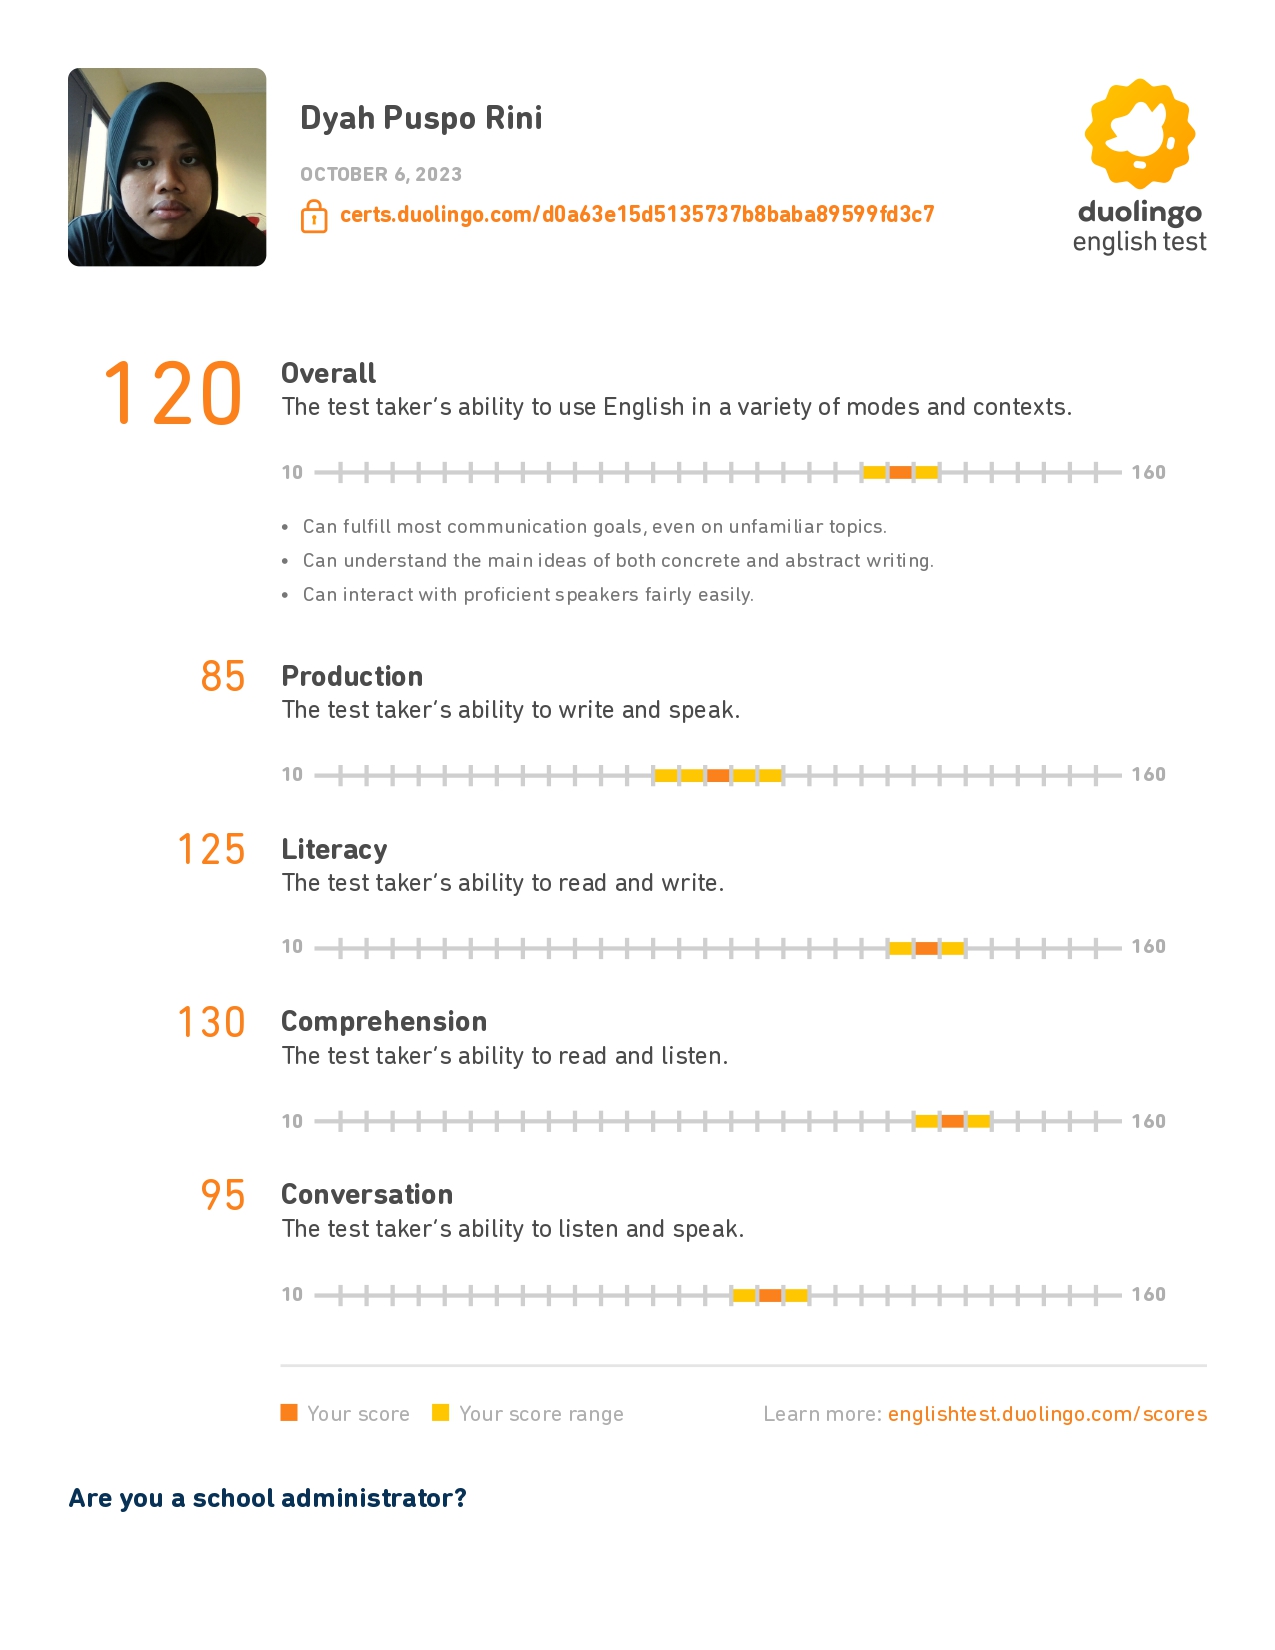 Dyah Puspo Rini
OCTOBER 6, 2023
certs.duolingo.com/d0a63e15d5135737b8baba89599fd3c7
duolingo
english test
120
Overall
The test taker's ability to use English in a variety of modes and contexts.
10 160
• Can fulfill most communication goals, even on unfamiliar topics.
• Can understand the main ideas of both concrete and abstract writing.
• Can interact with proficient speakers fairly easily.
85
Production
The test taker's ability to write and speak.
10 160
125
Literacy
The test taker's ability to read and write.
10 160
130
Comprehension
The test taker's ability to read and listen.
10 160
95
Conversation
The test taker's ability to listen and speak.
10 160
Your score Your score range Learn more: englishtest.duolingo.com/scores
Are you a school administrator?